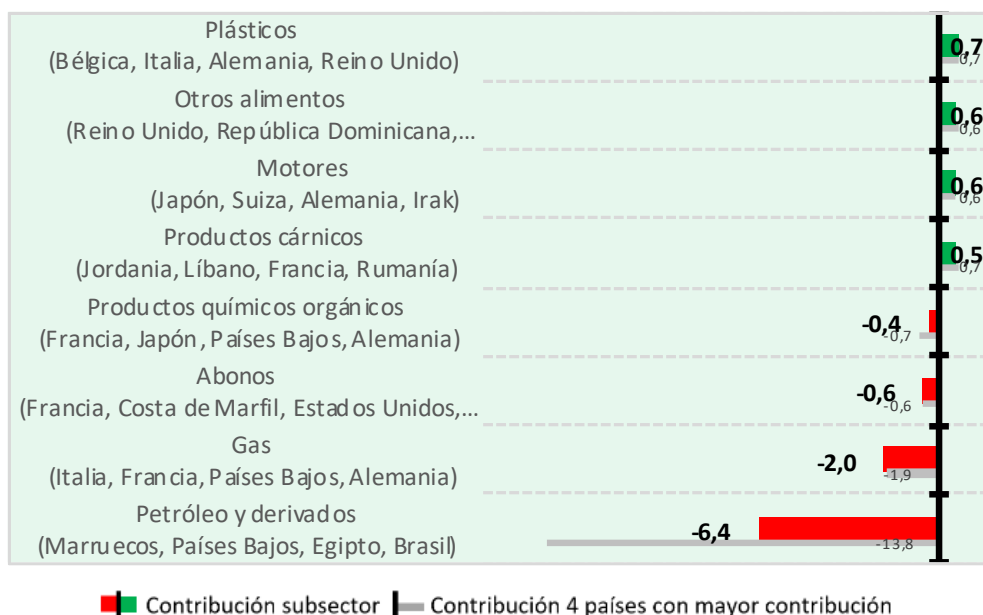 Plásticos
(Bélgica, Italia, Alemania, Reino Unido)
0,7
0,7
Otros alimentos
(Reino Unido, República Dominicana,...
0,6
0,6
Motores
(Japón, Suiza, Alemania, Irak)
0,6
0,6
Productos cárnicos
(Jordania, Líbano, Francia, Rumanía)
0,5
0,7
Productos químicos orgánicos
(Francia, Japón, Países Bajos, Alemania)
-0,4
-0,7
Abonos
(Francia, Costa de Marfil, Estados Unidos,...
-0,6
-0,6
Gas
(Italia, Francia, Países Bajos, Alemania)
-2,0
-1,9
Petróleo y derivados
(Marruecos, Países Bajos, Egipto, Brasil)
-6,4
-13,8
Contribución subsector
Contribución 4 países con mayor contribución